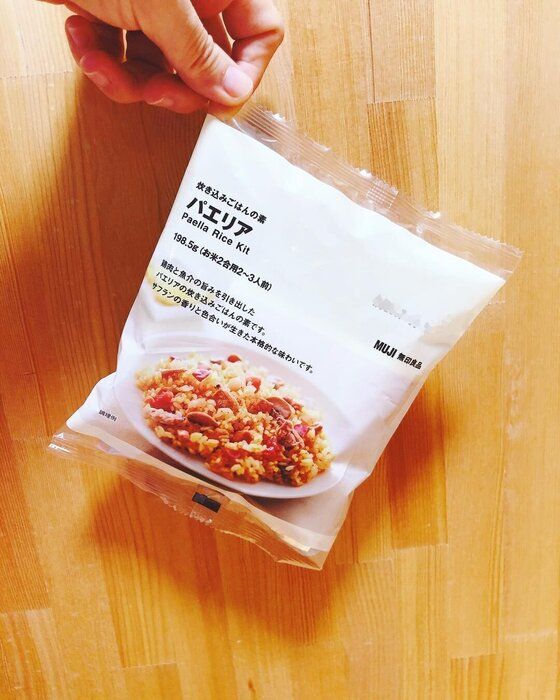 炊き込みごはんの素
パエリア
Paella Rice Kit
198.5g（お米2合用2~3人前）
鶏肉と魚介の旨みを引き出した
パエリアの炊き込みごはんの素です。
サフランの香りと色合いが生きた本格的な味わいです。
MUJI 無印良品
調理例